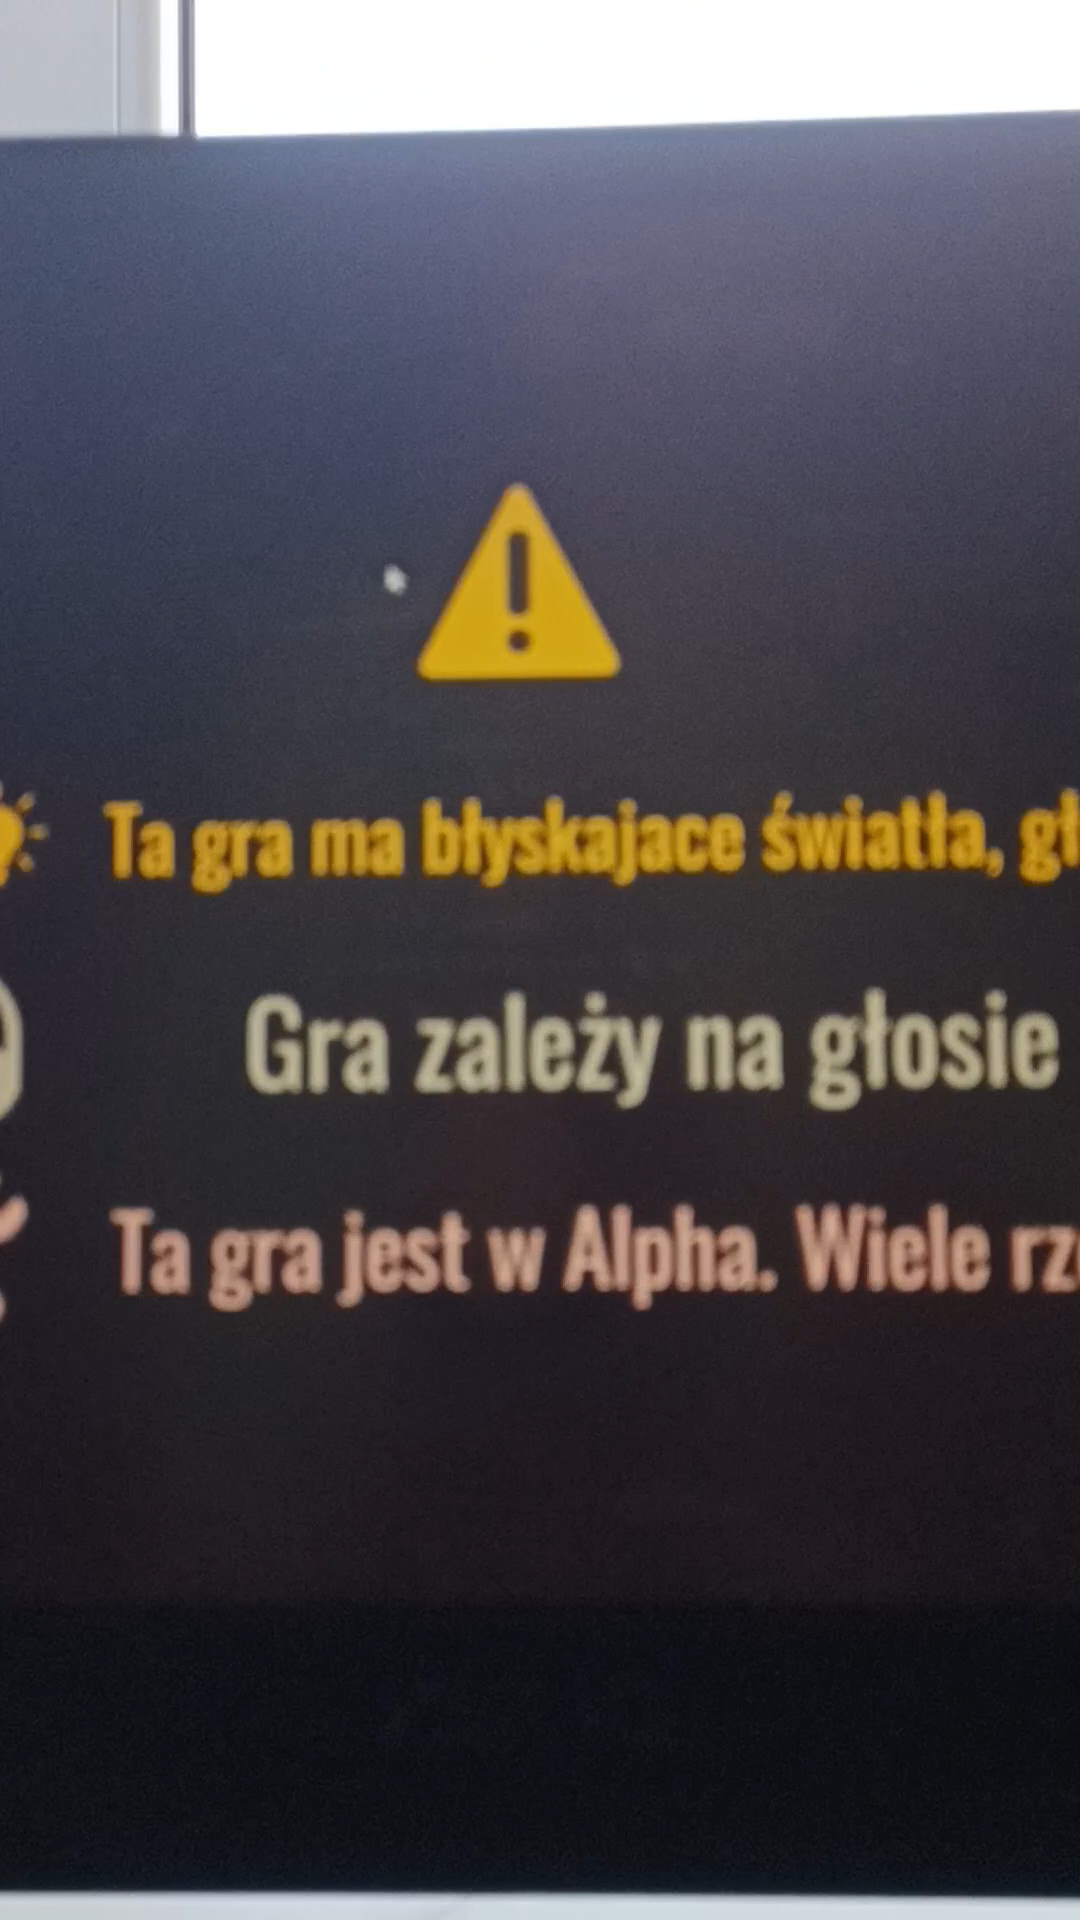 Ta gra ma błyskajace światła,
Gra zależy na głosie
Ta gra jest w Alpha. Wiele